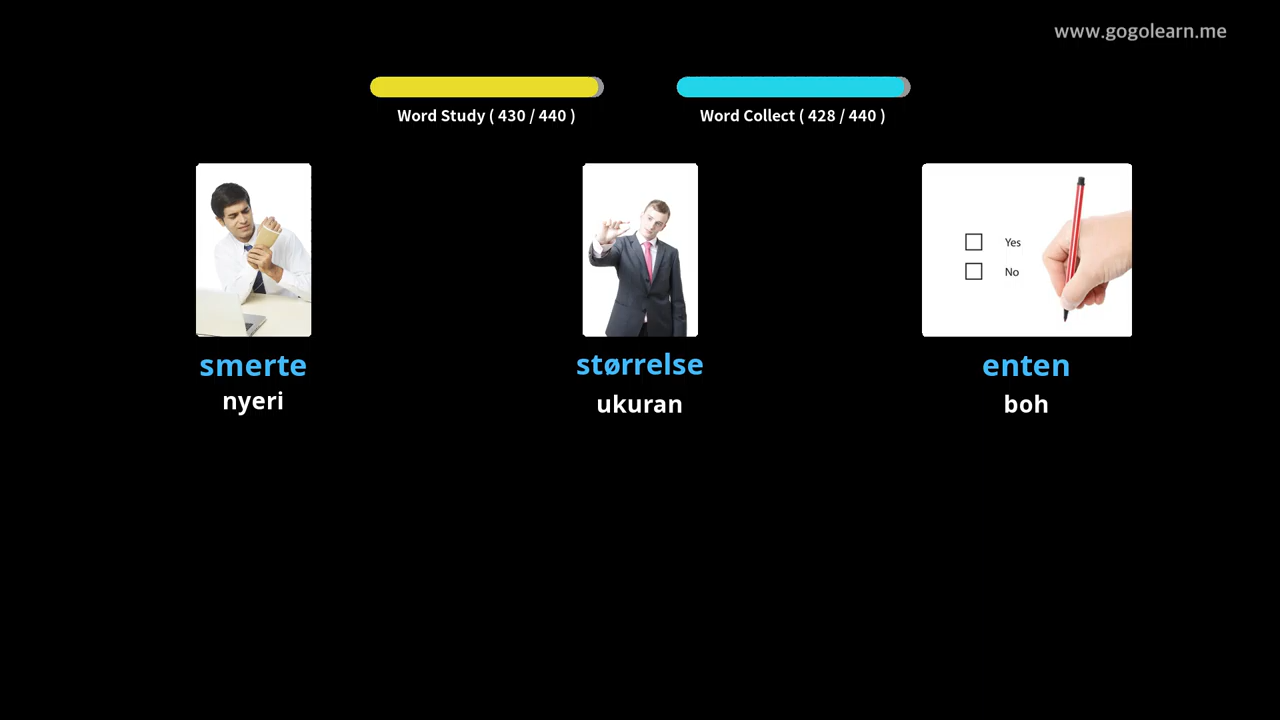 www.gogolearn.me
Word Study ( 430 / 440 )
Word Collect ( 428 / 440 )
Yes
No
smerte
størrelse
enten
nyeri
ukuran
boh